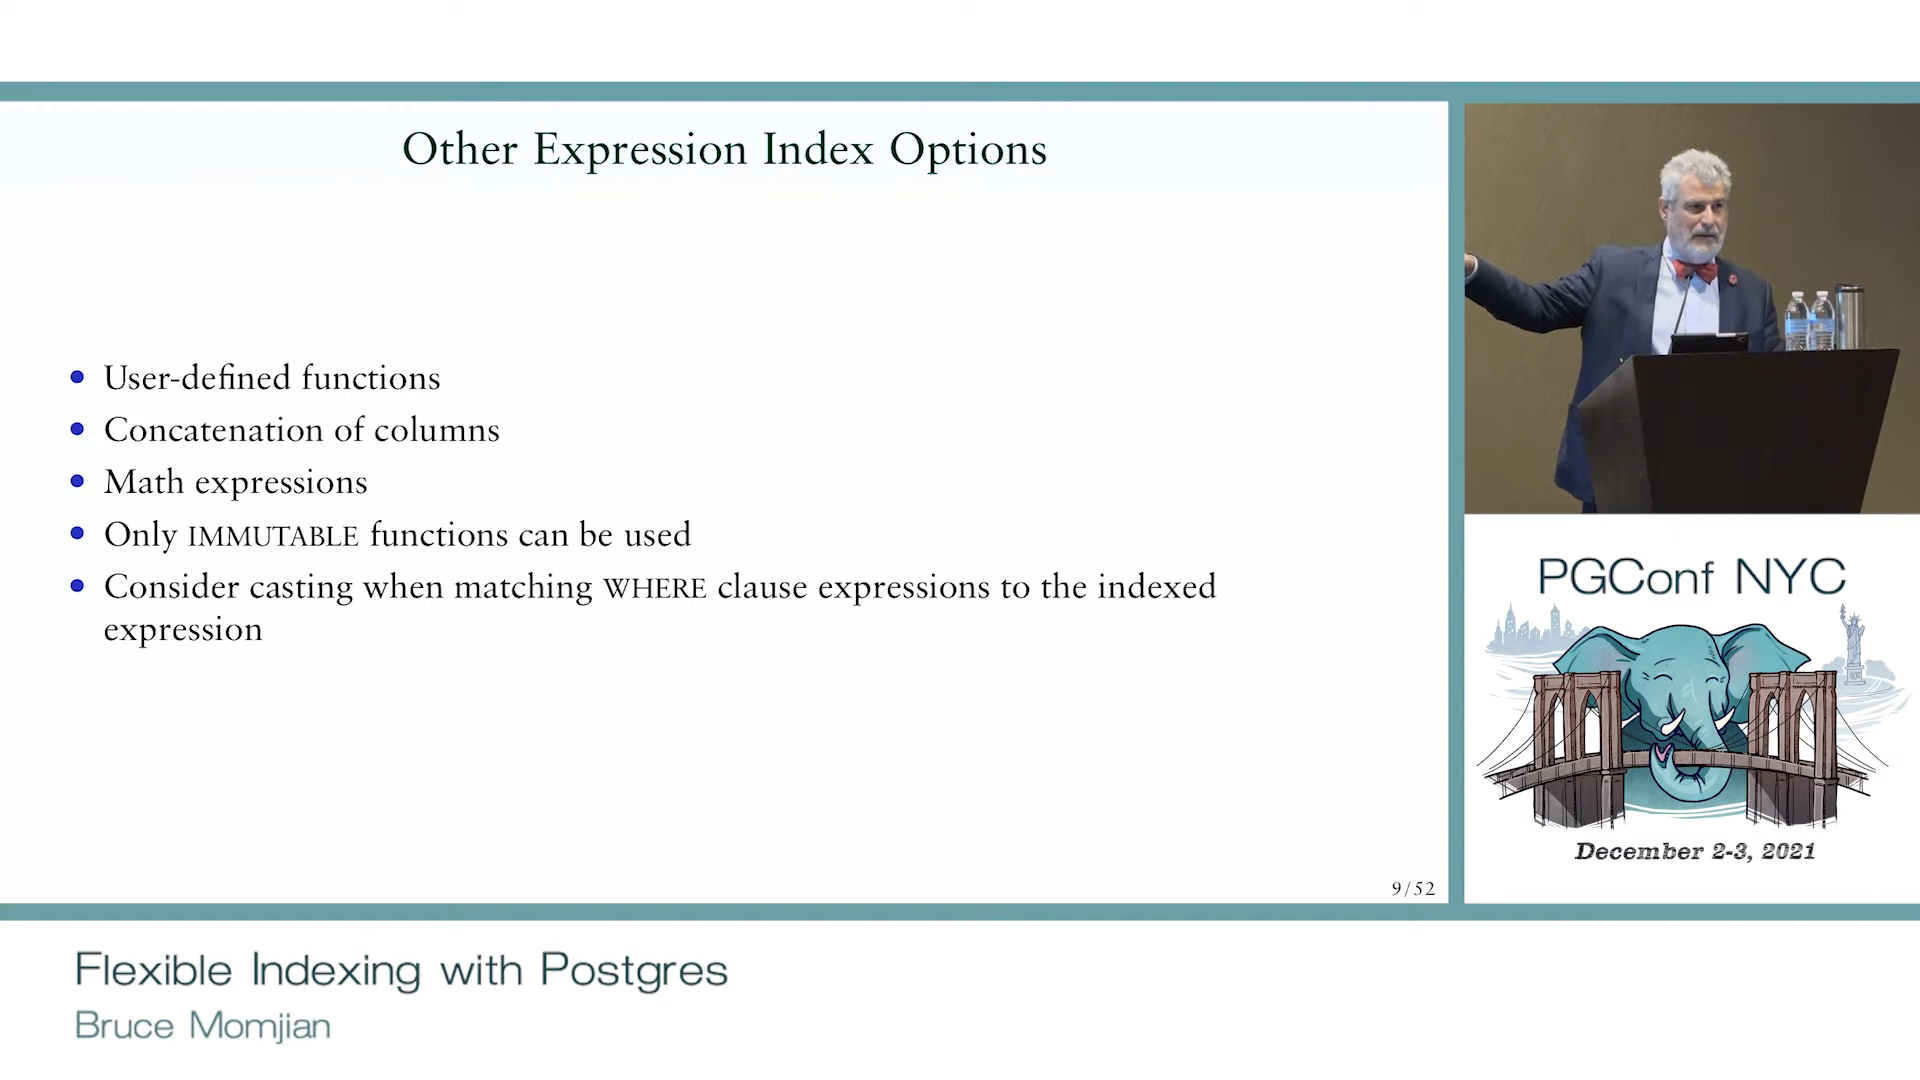 Other Expression Index Options
User-defined functions
Concatenation of columns
Math expressions
Only IMMUTABLE functions can be used
Consider casting when matching WHERE clause expressions to the indexed
expression
9/52
PGConf NYC
December 2-3, 2021
Flexible Indexing with Postgres
Bruce Momjian